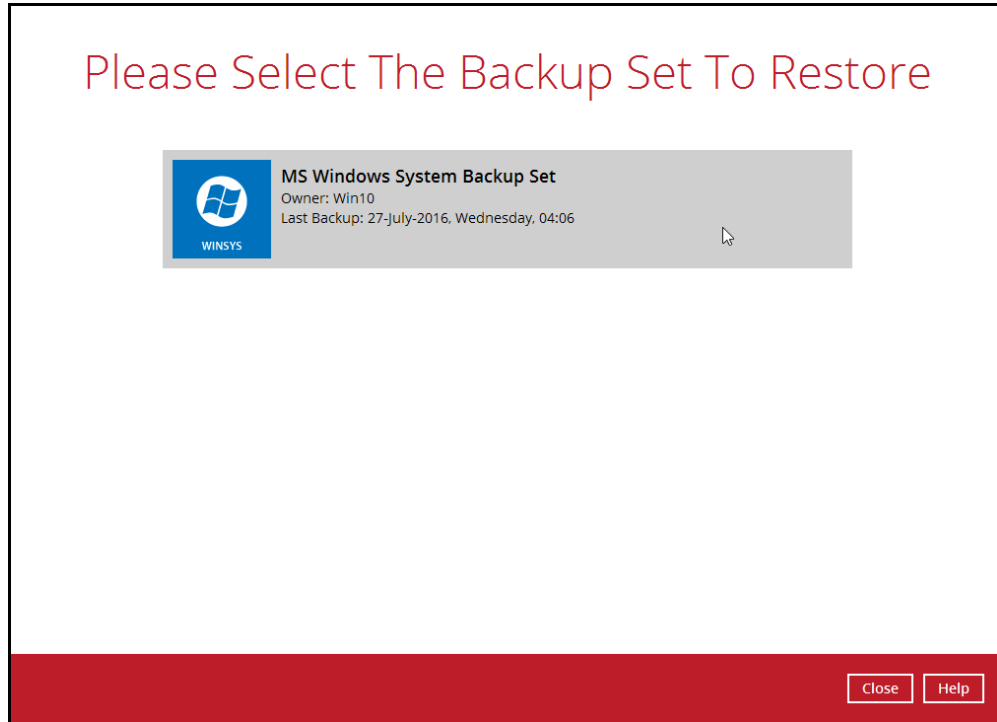 Please Select The Backup Set To Restore
MS Windows System Backup Set
Owner: Win10
Last Backup: 27-July-2016, Wednesday, 04:06
WINSYS
Close
Help